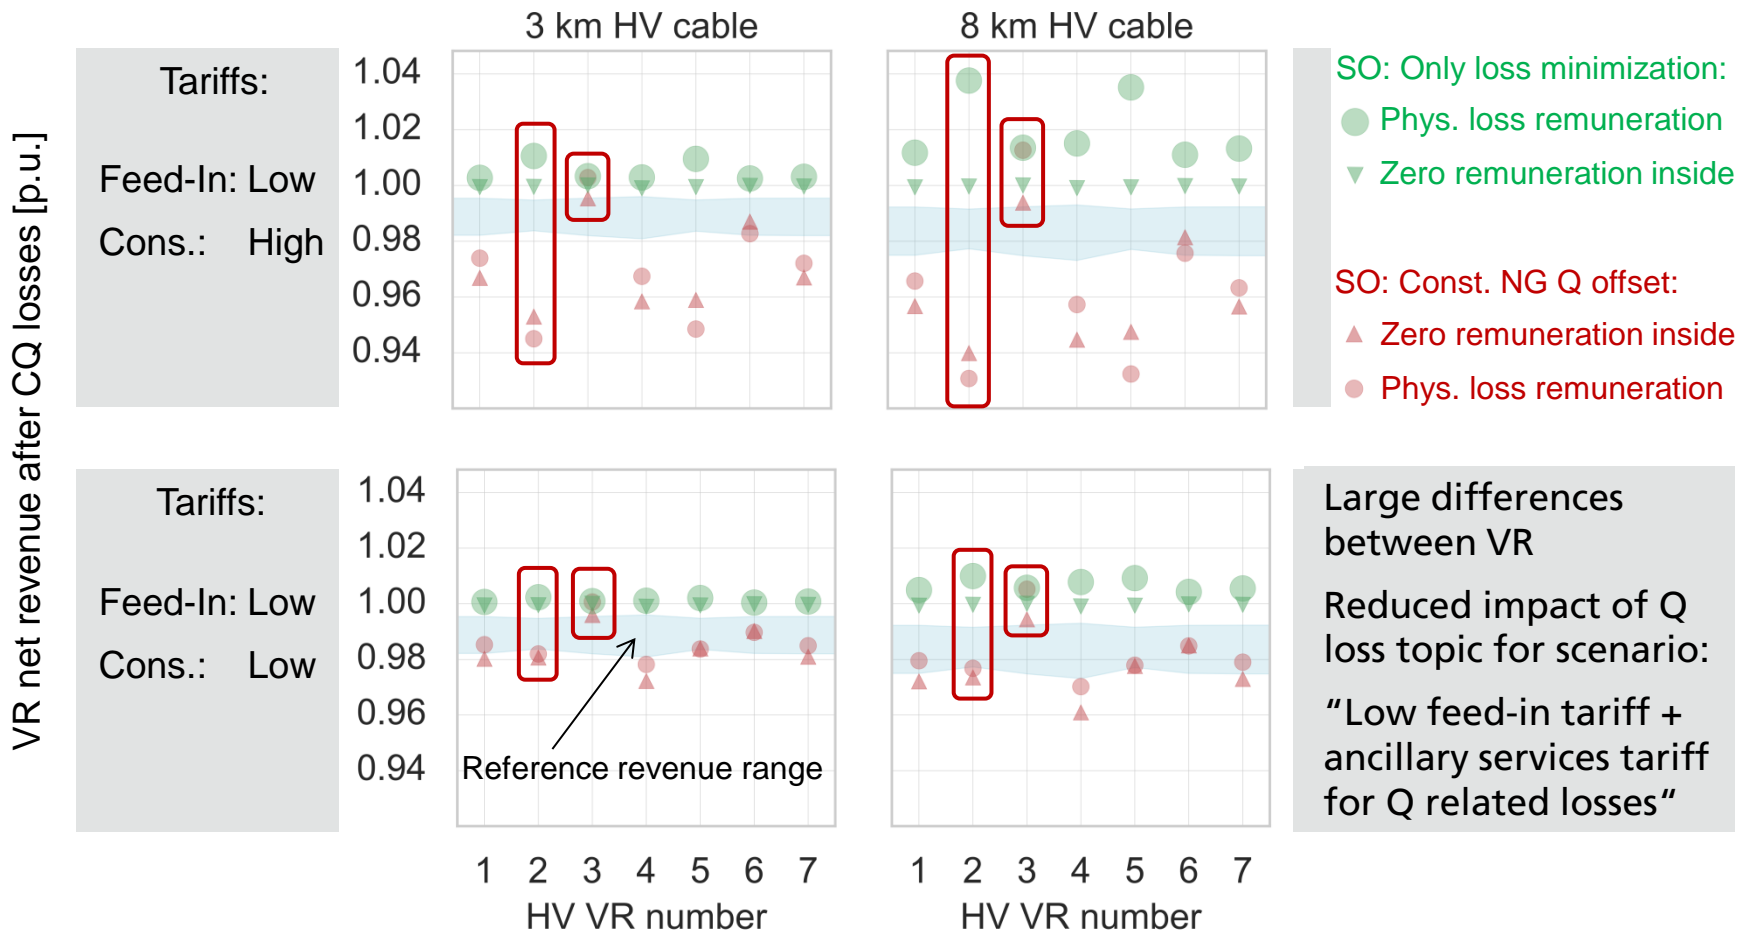 3 km HV cable
8 km HV cable
VR net revenue after CQ losses [p.u.]
Tariffs:
Feed-In: Low
Cons.: High
1.04
1.02
1.00
0.98
0.96
0.94
SO: Only loss minimization:
Phys. loss remuneration
Zero remuneration inside
SO: Const. NG Q offset:
Zero remuneration inside
Phys. loss remuneration
Tariffs:
Feed-In: Low
Cons.: Low
1.04
1.02
1.00
0.98
0.96
0.94
Reference revenue range
Large differences
between VR
Reduced impact of Q
loss topic for scenario:
“Low feed-in tariff +
ancillary services tariff
for Q related losses“
1 2 3 4 5 6 7
HV VR number
1 2 3 4 5 6 7
HV VR number